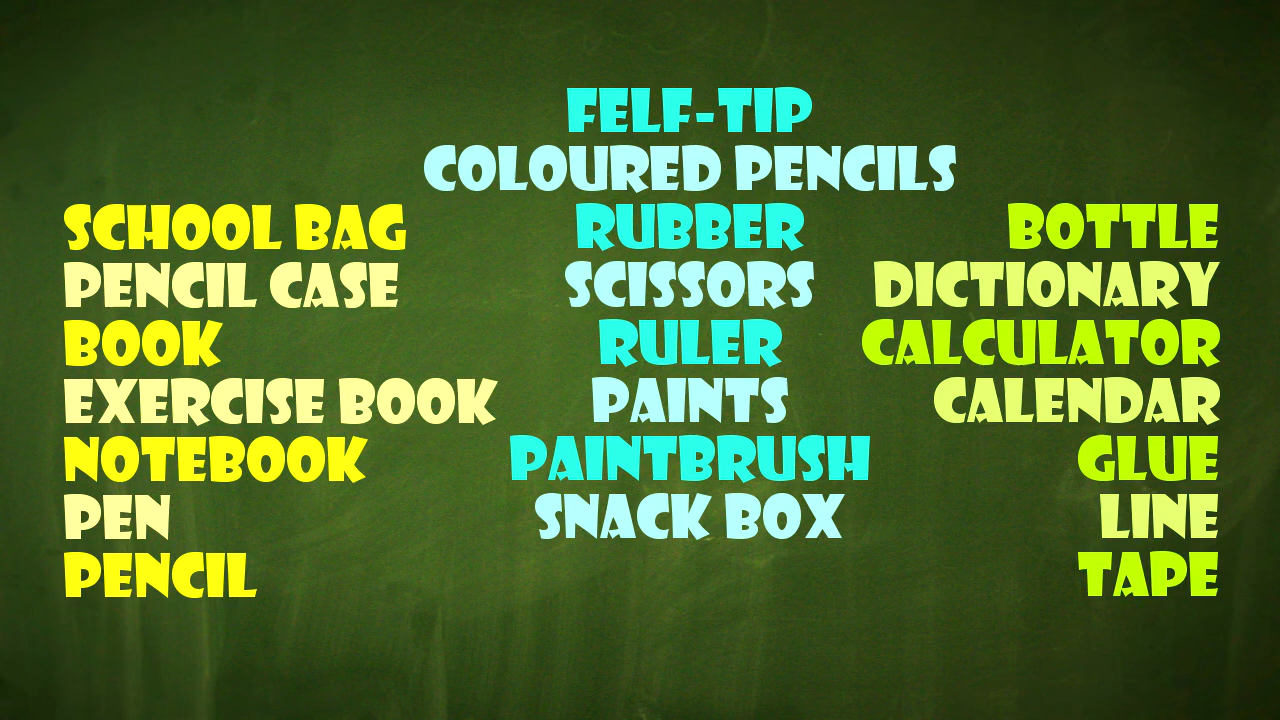 SCHOOL BAG
PENCIL CASE
BOOK
EXERCISE BOOK
NOTEBOOK
PEN
PENCIL
FELF-TIP
COLOURED PENCILS
RUBBER
SCISSORS
RULER
PAINTS
PAINTBRUSH
SNACK BOX
BOTTLE
DICTIONARY
CALCULATOR
CALENDAR
GLUE
LINE
TAPE